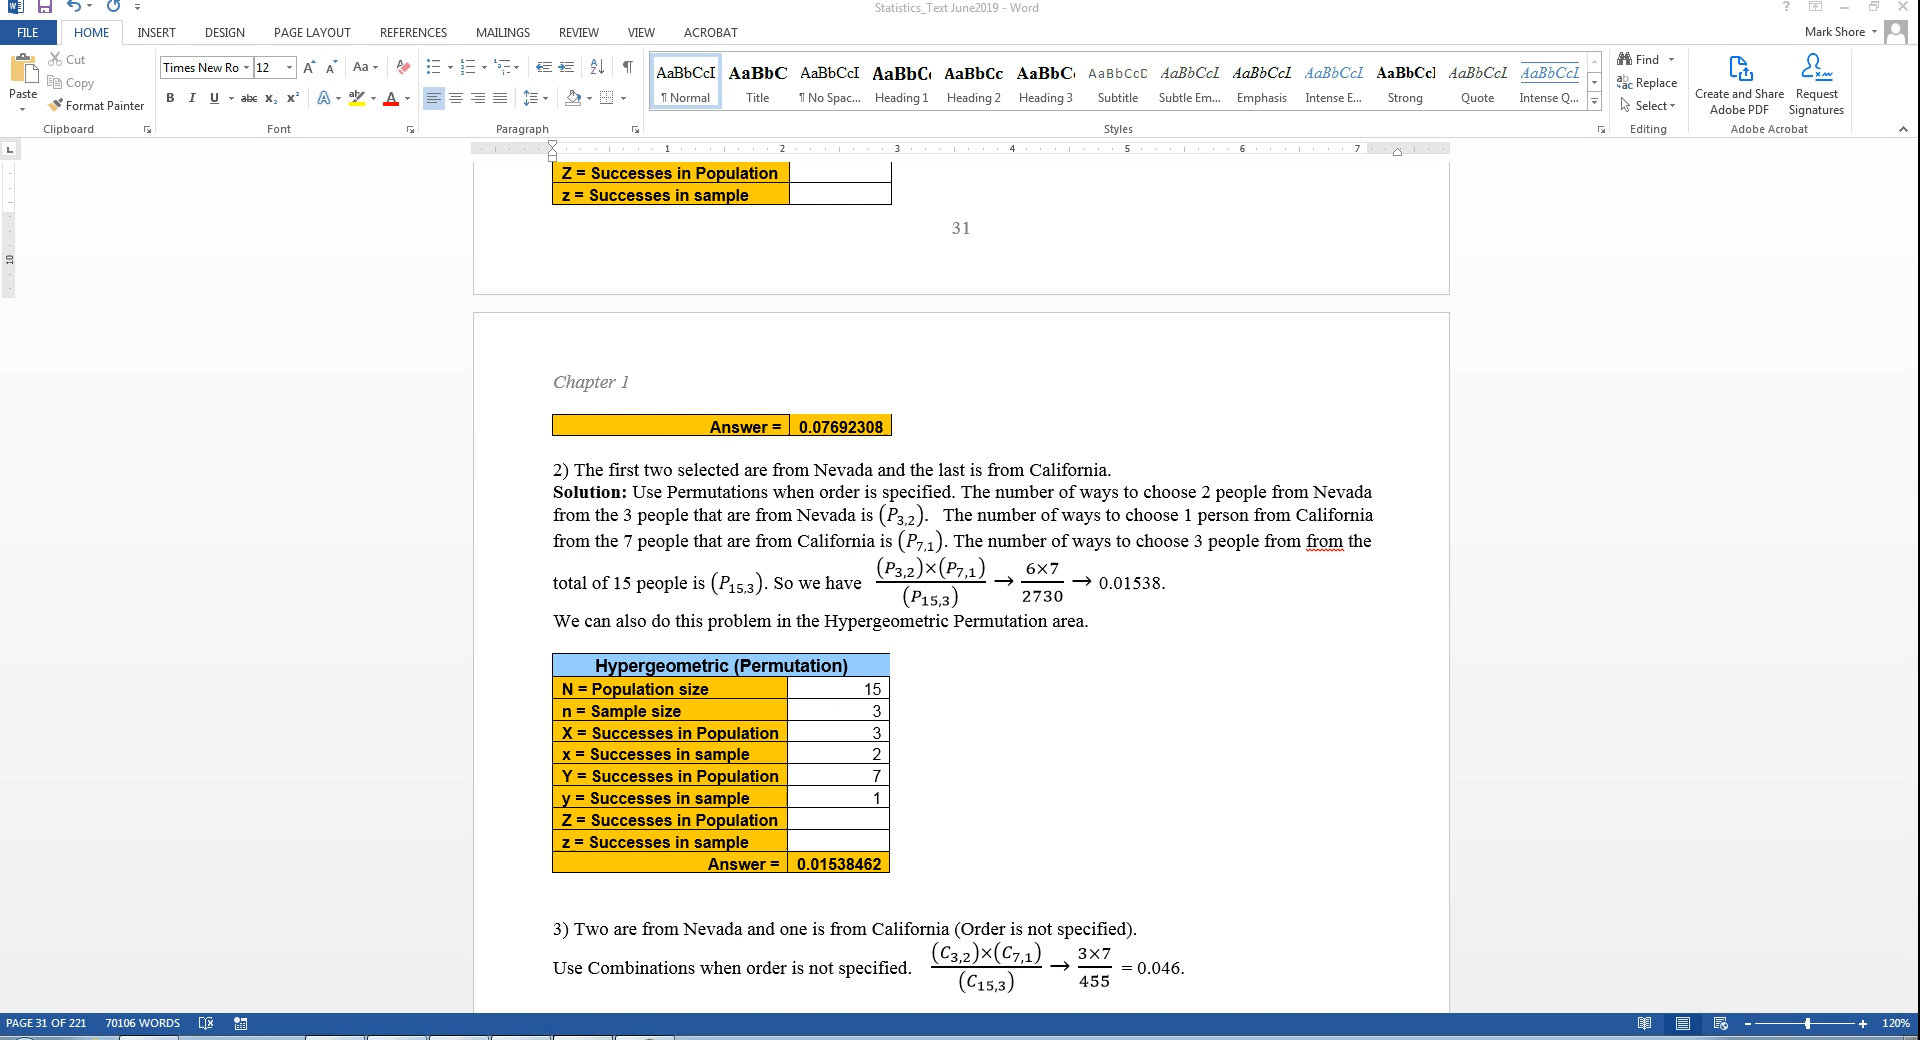 Statistics_Text June2019 - Word
FILE HOME INSERT DESIGN PAGE LAYOUT REFERENCES MAILINGS REVIEW VIEW ACROBAT Mark Shore
Paste Cut Copy Format Painter
Times New Ro 12
AaBbCcI AaBbC AaBbCcI AaBbC AaBbCc AaBbC AaBbCcD AaBbCcI AaBbCcI AaBbCcI AaBbCcI AaBbCcI AaBbCcI
¶ Normal Title ¶ No Spac... Heading 1 Heading 2 Heading 3 Subtitle Subtle Em... Emphasis Intense E... Strong Quote Intense Q...
Find Replace Select
Create and Share Adobe PDF Request Signatures
Clipboard Font Paragraph Styles Editing Adobe Acrobat
1 2 3 4 5 6 7
10
Z = Successes in Population
z = Successes in sample
31
Chapter 1
Answer = 0.07692308
2) The first two selected are from Nevada and the last is from California.
Solution: Use Permutations when order is specified. The number of ways to choose 2 people from Nevada
from the 3 people that are from Nevada is (P3,2). The number of ways to choose 1 person from California
from the 7 people that are from California is (P7,1). The number of ways to choose 3 people from from the
total of 15 people is (P15,3). So we have (P3,2)×(P7,1)/(P15,3) → 6×7/2730 → 0.01538.
We can also do this problem in the Hypergeometric Permutation area.
Hypergeometric (Permutation)
N = Population size 15
n = Sample size 3
X = Successes in Population 3
x = Successes in sample 2
Y = Successes in Population 7
y = Successes in sample 1
Z = Successes in Population
z = Successes in sample
Answer = 0.01538462
3) Two are from Nevada and one is from California (Order is not specified).
Use Combinations when order is not specified. (C3,2)×(C7,1)/(C15,3) → 3×7/455 = 0.046.
PAGE 31 OF 221 70106 WORDS 120%